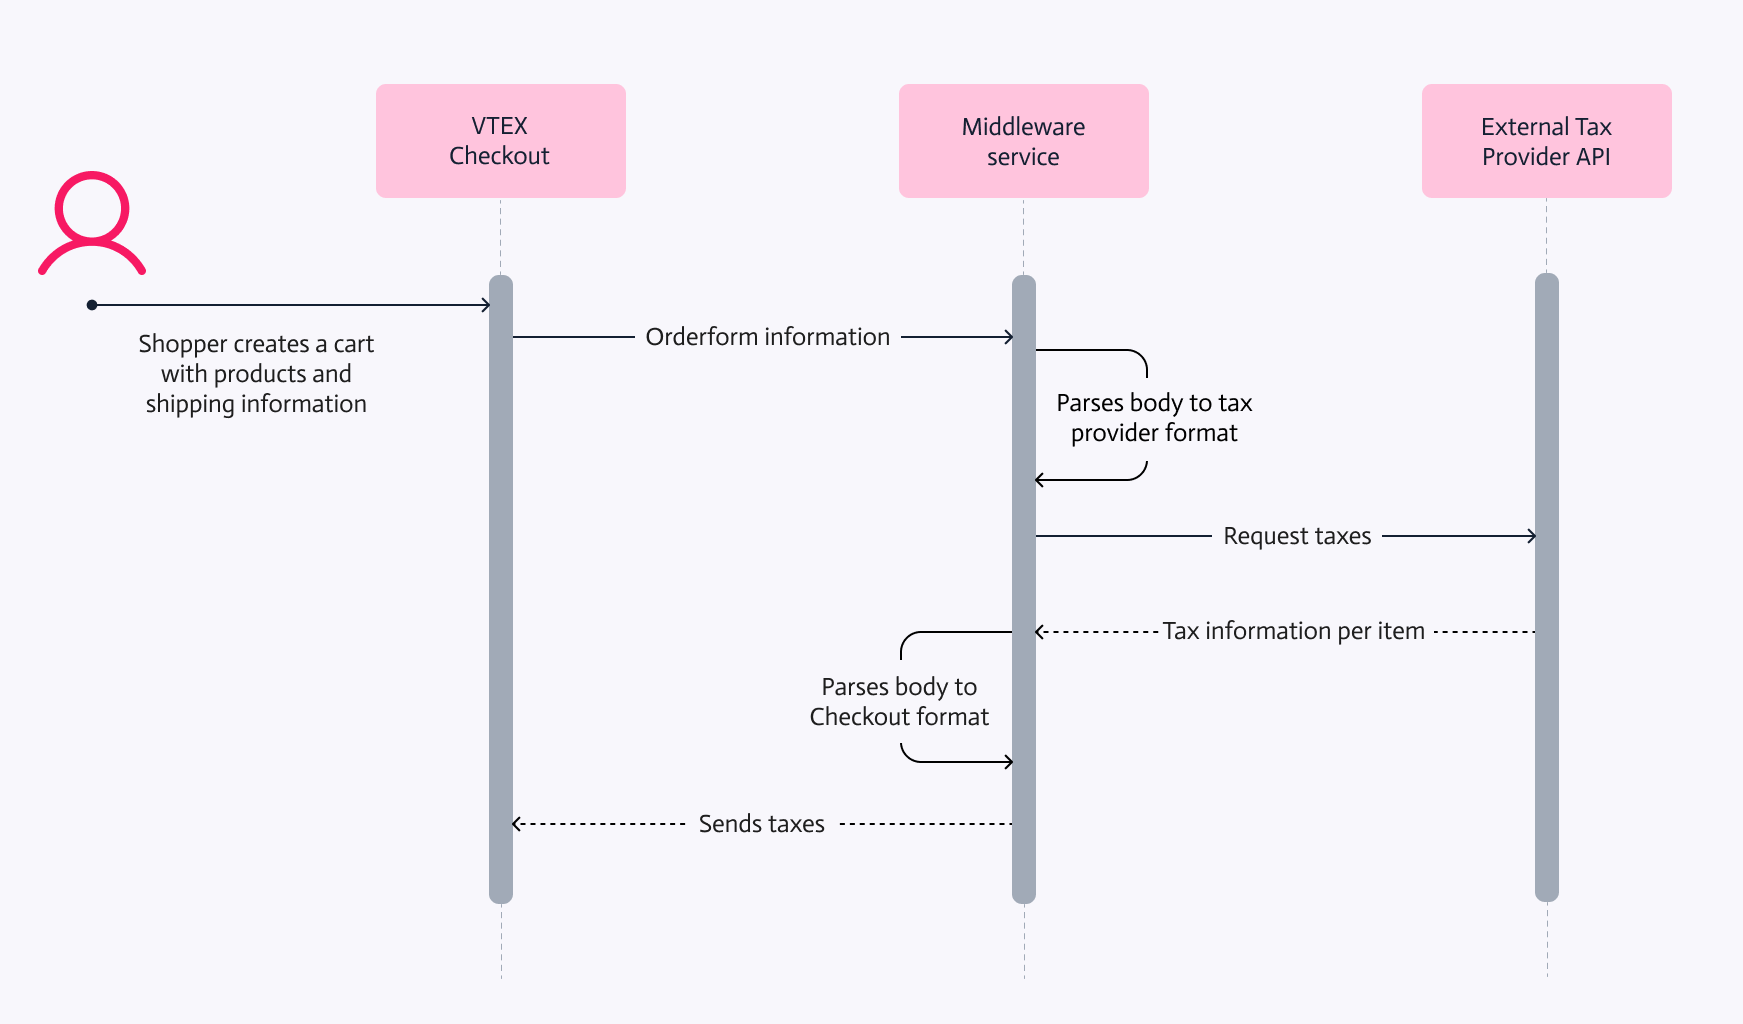 VTEX
Checkout
Middleware
service
External Tax
Provider API
Shopper creates a cart
with products and
shipping information
Orderform information
Parses body to tax
provider format
Request taxes
Tax information per item
Parses body to
Checkout format
Sends taxes